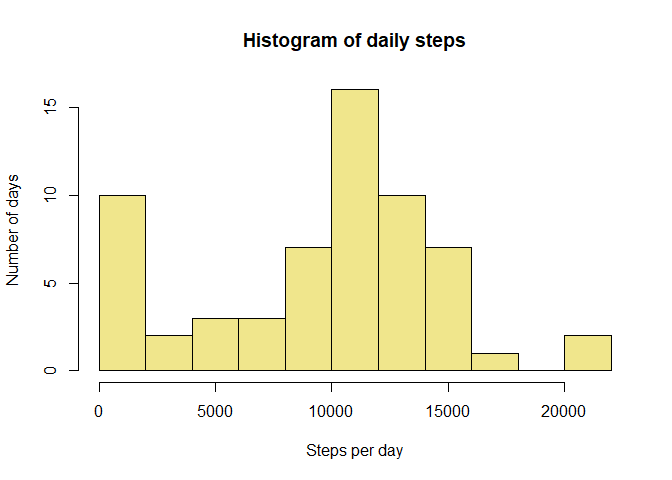 Histogram of daily steps
Number of days
15
10
5
0
0 5000 10000 15000 20000
Steps per day